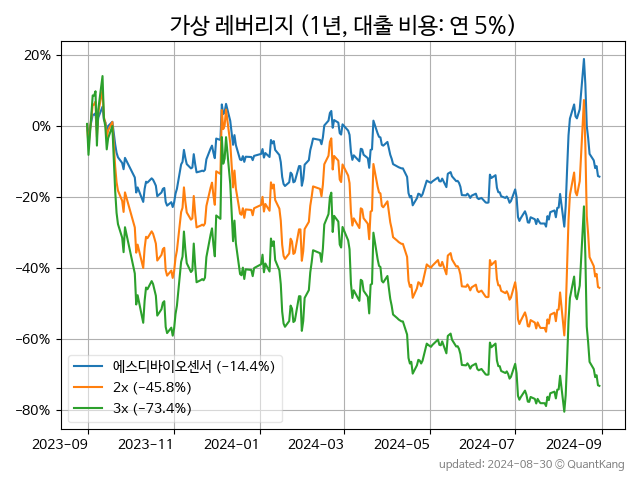 가상 레버리지 (1년, 대출 비용: 연 5%)
20%
0%
−20%
−40%
−60%
−80%
에스디바이오센서 (−14.4%)
2x (−45.8%)
3x (−73.4%)
2023-09 2023-11 2024-01 2024-03 2024-05 2024-07 2024-09
updated: 2024-08-30 © QuantKang